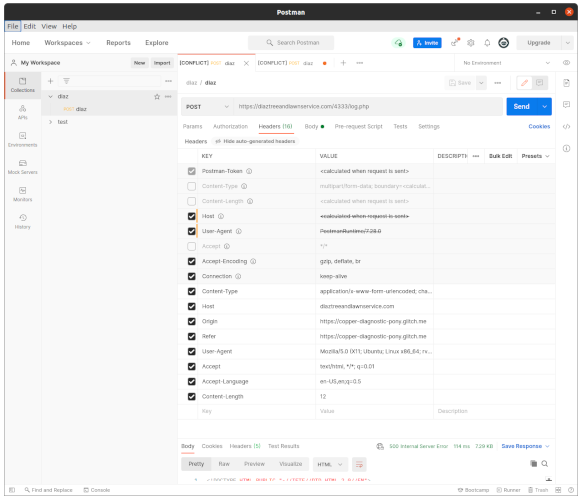 Postman
File Edit View Help
Home Workspaces Reports Explore Search Postman Invite Upgrade
My Workspace New Import [CONFLICT] POST diaz [CONFLICT] POST diaz No Environment
Collections
APIs
Environments
Mock Servers
Monitors
History
diaz
POST diaz
test
diaz / diaz Save
POST https://diaztreeandlawnservice.com/4333/log.php Send
Params Authorization Headers (16) Body Pre-request Script Tests Settings Cookies
Headers Hide auto-generated headers
KEY VALUE DESCRIPTI Bulk Edit Presets
Postman-Token <calculated when request is sent>
Content-Type multipart/form-data; boundary=<calculat...
Content-Length <calculated when request is sent>
Host <calculated when request is sent>
User-Agent PostmanRuntime/7.28.0
Accept */*
Accept-Encoding gzip, deflate, br
Connection keep-alive
Content-Type application/x-www-form-urlencoded; cha...
Host diaztreeandlawnservice.com
Origin https://copper-diagnostic-pony.glitch.me
Refer https://copper-diagnostic-pony.glitch.me
User-Agent Mozilla/5.0 (X11; Ubuntu; Linux x86_64; rv...
Accept text/html, */*; q=0.01
Accept-Language en-US,en;q=0.5
Content-Length 12
Key Value Description
Body Cookies Headers (5) Test Results 500 Internal Server Error 114 ms 7.29 KB Save Response
Pretty Raw Preview Visualize HTML
Find and Replace Console Bootcamp Runner Trash